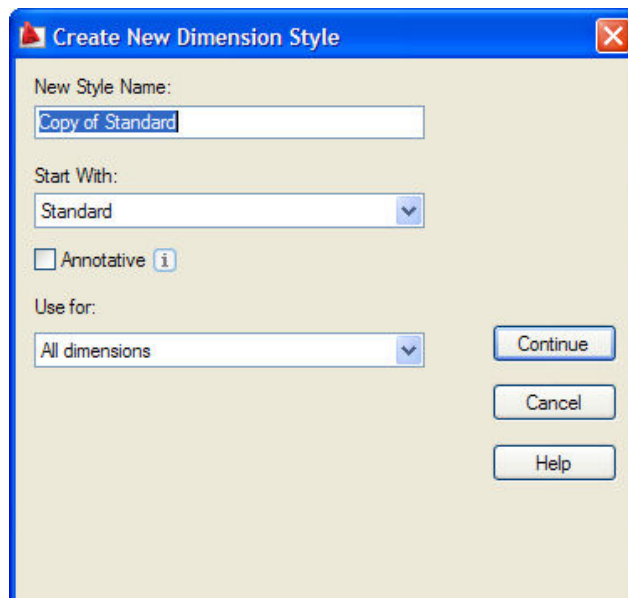 Create New Dimension Style
New Style Name:
Copy of Standard
Start With:
Standard
Annotative
Use for:
All dimensions
Continue
Cancel
Help